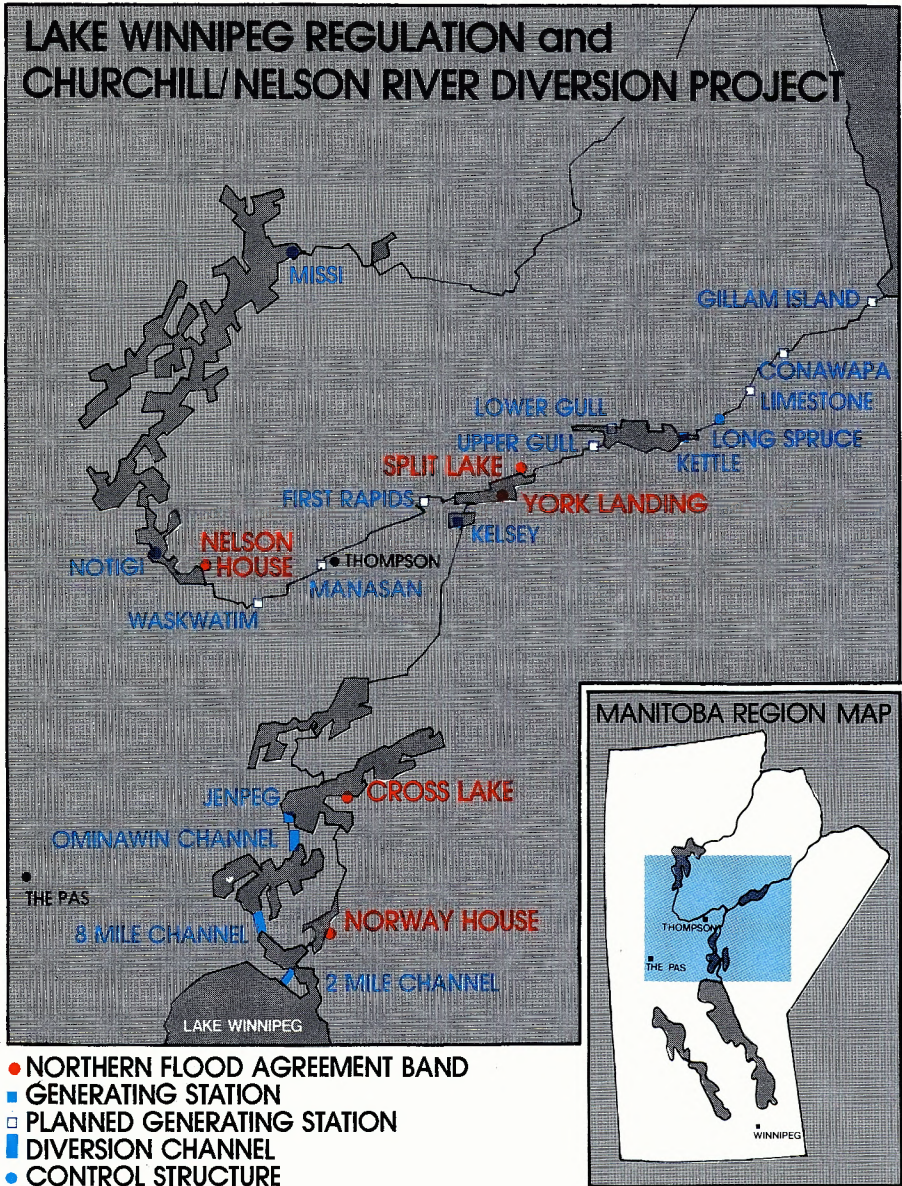 LAKE WINNIPEG REGULATION and
CHURCHILL/NELSON RIVER DIVERSION PROJECT
MISSI
GILLAM ISLAND
CONAWAPA
LIMESTONE
LOWER GULL
UPPER GULL
LONG SPRUCE
KETTLE
SPLIT LAKE
FIRST RAPIDS
YORK LANDING
KELSEY
NELSON
HOUSE
NOTIGI
THOMPSON
MANASAN
WASKWATIM
JENPEG
CROSS LAKE
OMINAWIN CHANNEL
THE PAS
8 MILE CHANNEL
NORWAY HOUSE
2 MILE CHANNEL
LAKE WINNIPEG
MANITOBA REGION MAP
THOMPSON
THE PAS
WINNIPEG
NORTHERN FLOOD AGREEMENT BAND
GENERATING STATION
PLANNED GENERATING STATION
DIVERSION CHANNEL
CONTROL STRUCTURE